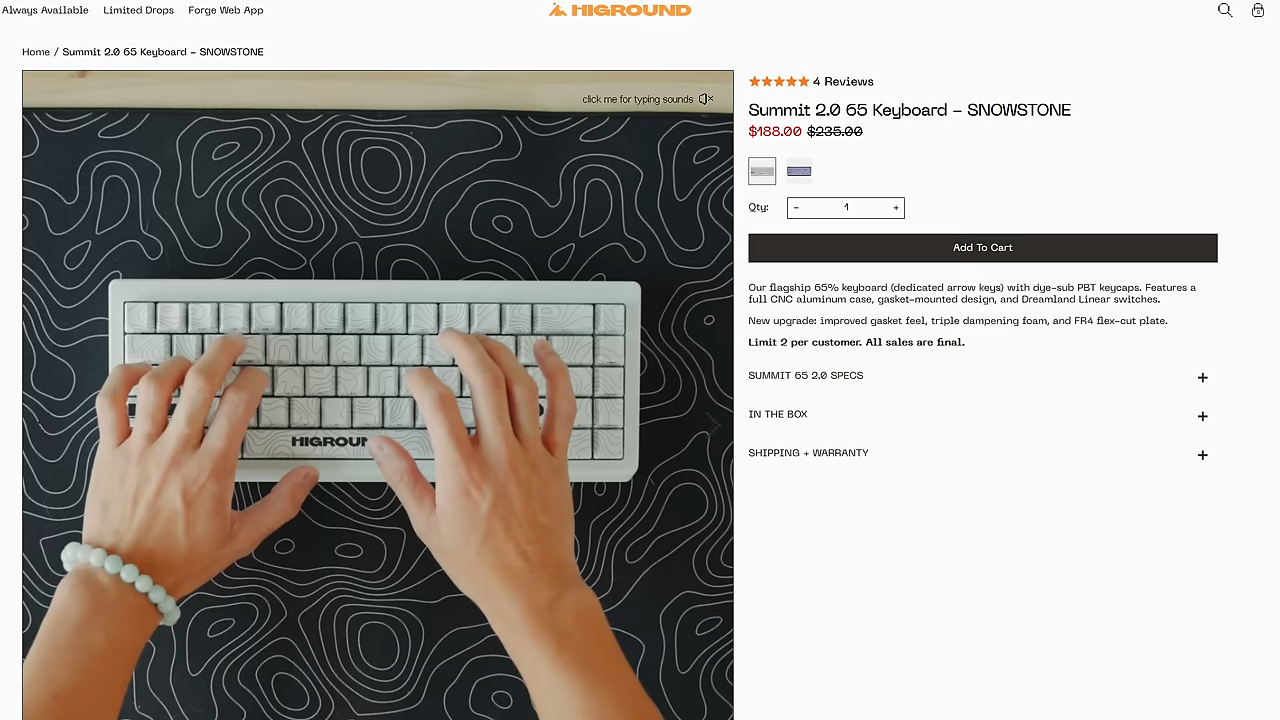 Always Available Limited Drops Forge Web App
HIGROUND
0
Home / Summit 2.0 65 Keyboard – SNOWSTONE
click me for typing sounds
HIGROUN
4 Reviews
Summit 2.0 65 Keyboard – SNOWSTONE
$188.00 $235.00
Qty: - 1 +
Add To Cart
Our flagship 65% keyboard (dedicated arrow keys) with dye-sub PBT keycaps. Features a
full CNC aluminum case, gasket-mounted design, and Dreamland Linear switches.
New upgrade: improved gasket feel, triple dampening foam, and FR4 flex-cut plate.
Limit 2 per customer. All sales are final.
SUMMIT 65 2.0 SPECS +
IN THE BOX +
SHIPPING + WARRANTY +